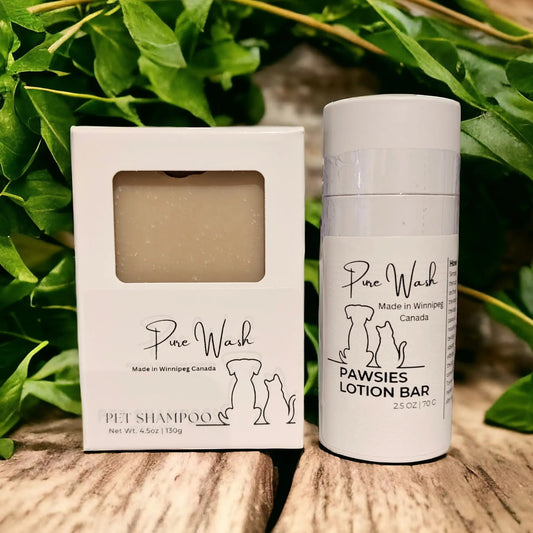 Pure Wash
Made in Winnipeg Canada
PET SHAMPOO
Net Wt. 4.5oz | 130g
Pure Wash
Made in Winnipeg
Canada
PAWSIES
LOTION BAR
2.5 OZ | 70 G